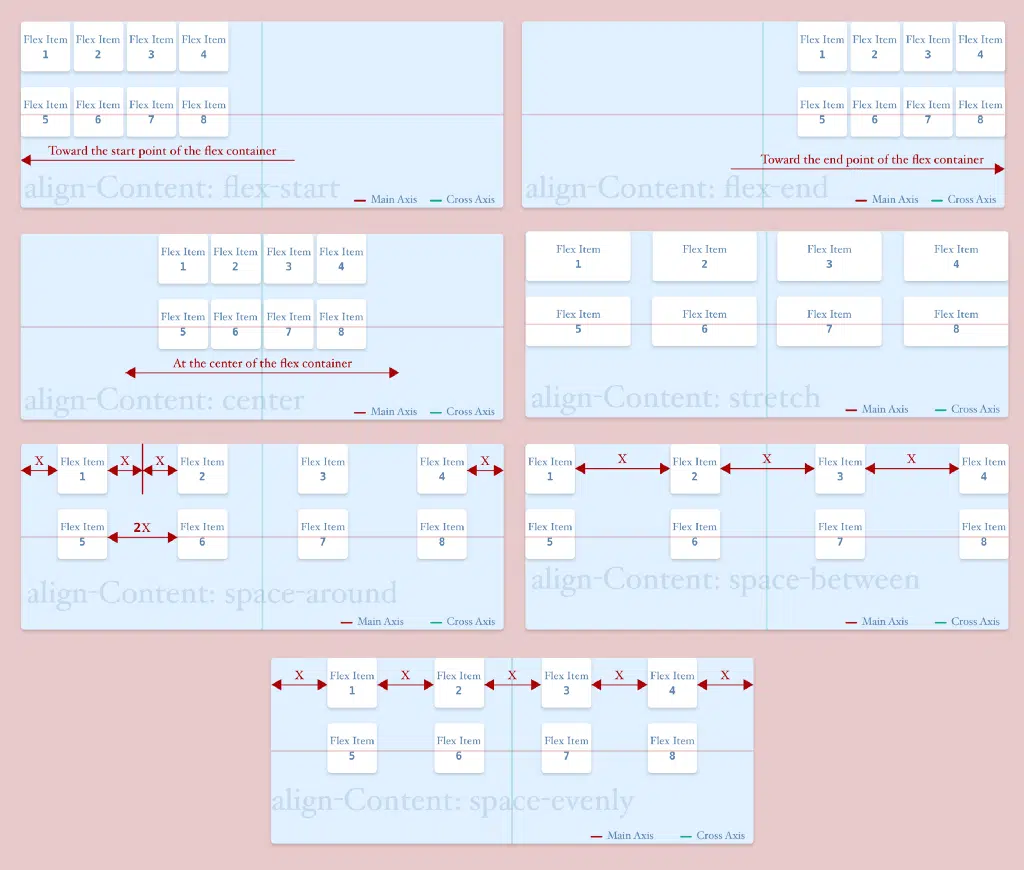 Flex Item Flex Item Flex Item Flex Item
1 2 3 4
Flex Item Flex Item Flex Item Flex Item
5 6 7 8
Toward the start point of the flex container
align-Content: flex-start
Main Axis Cross Axis
Flex Item Flex Item Flex Item Flex Item
1 2 3 4
Flex Item Flex Item Flex Item Flex Item
5 6 7 8
Toward the end point of the flex container
align-Content: flex-end
Main Axis Cross Axis
Flex Item Flex Item Flex Item Flex Item
1 2 3 4
Flex Item Flex Item Flex Item Flex Item
5 6 7 8
At the center of the flex container
align-Content: center
Main Axis Cross Axis
Flex Item Flex Item Flex Item Flex Item
1 2 3 4
Flex Item Flex Item Flex Item Flex Item
5 6 7 8
align-Content: stretch
Main Axis Cross Axis
X Flex Item X X Flex Item Flex Item Flex Item X
1 2 3 4
Flex Item 2X Flex Item Flex Item Flex Item
5 6 7 8
align-Content: space-around
Main Axis Cross Axis
Flex Item X Flex Item X Flex Item X Flex Item
1 2 3 4
Flex Item Flex Item Flex Item Flex Item
5 6 7 8
align-Content: space-between
Main Axis Cross Axis
X Flex Item X Flex Item X Flex Item X Flex Item X
1 2 3 4
Flex Item Flex Item Flex Item Flex Item
5 6 7 8
align-Content: space-evenly
Main Axis Cross Axis